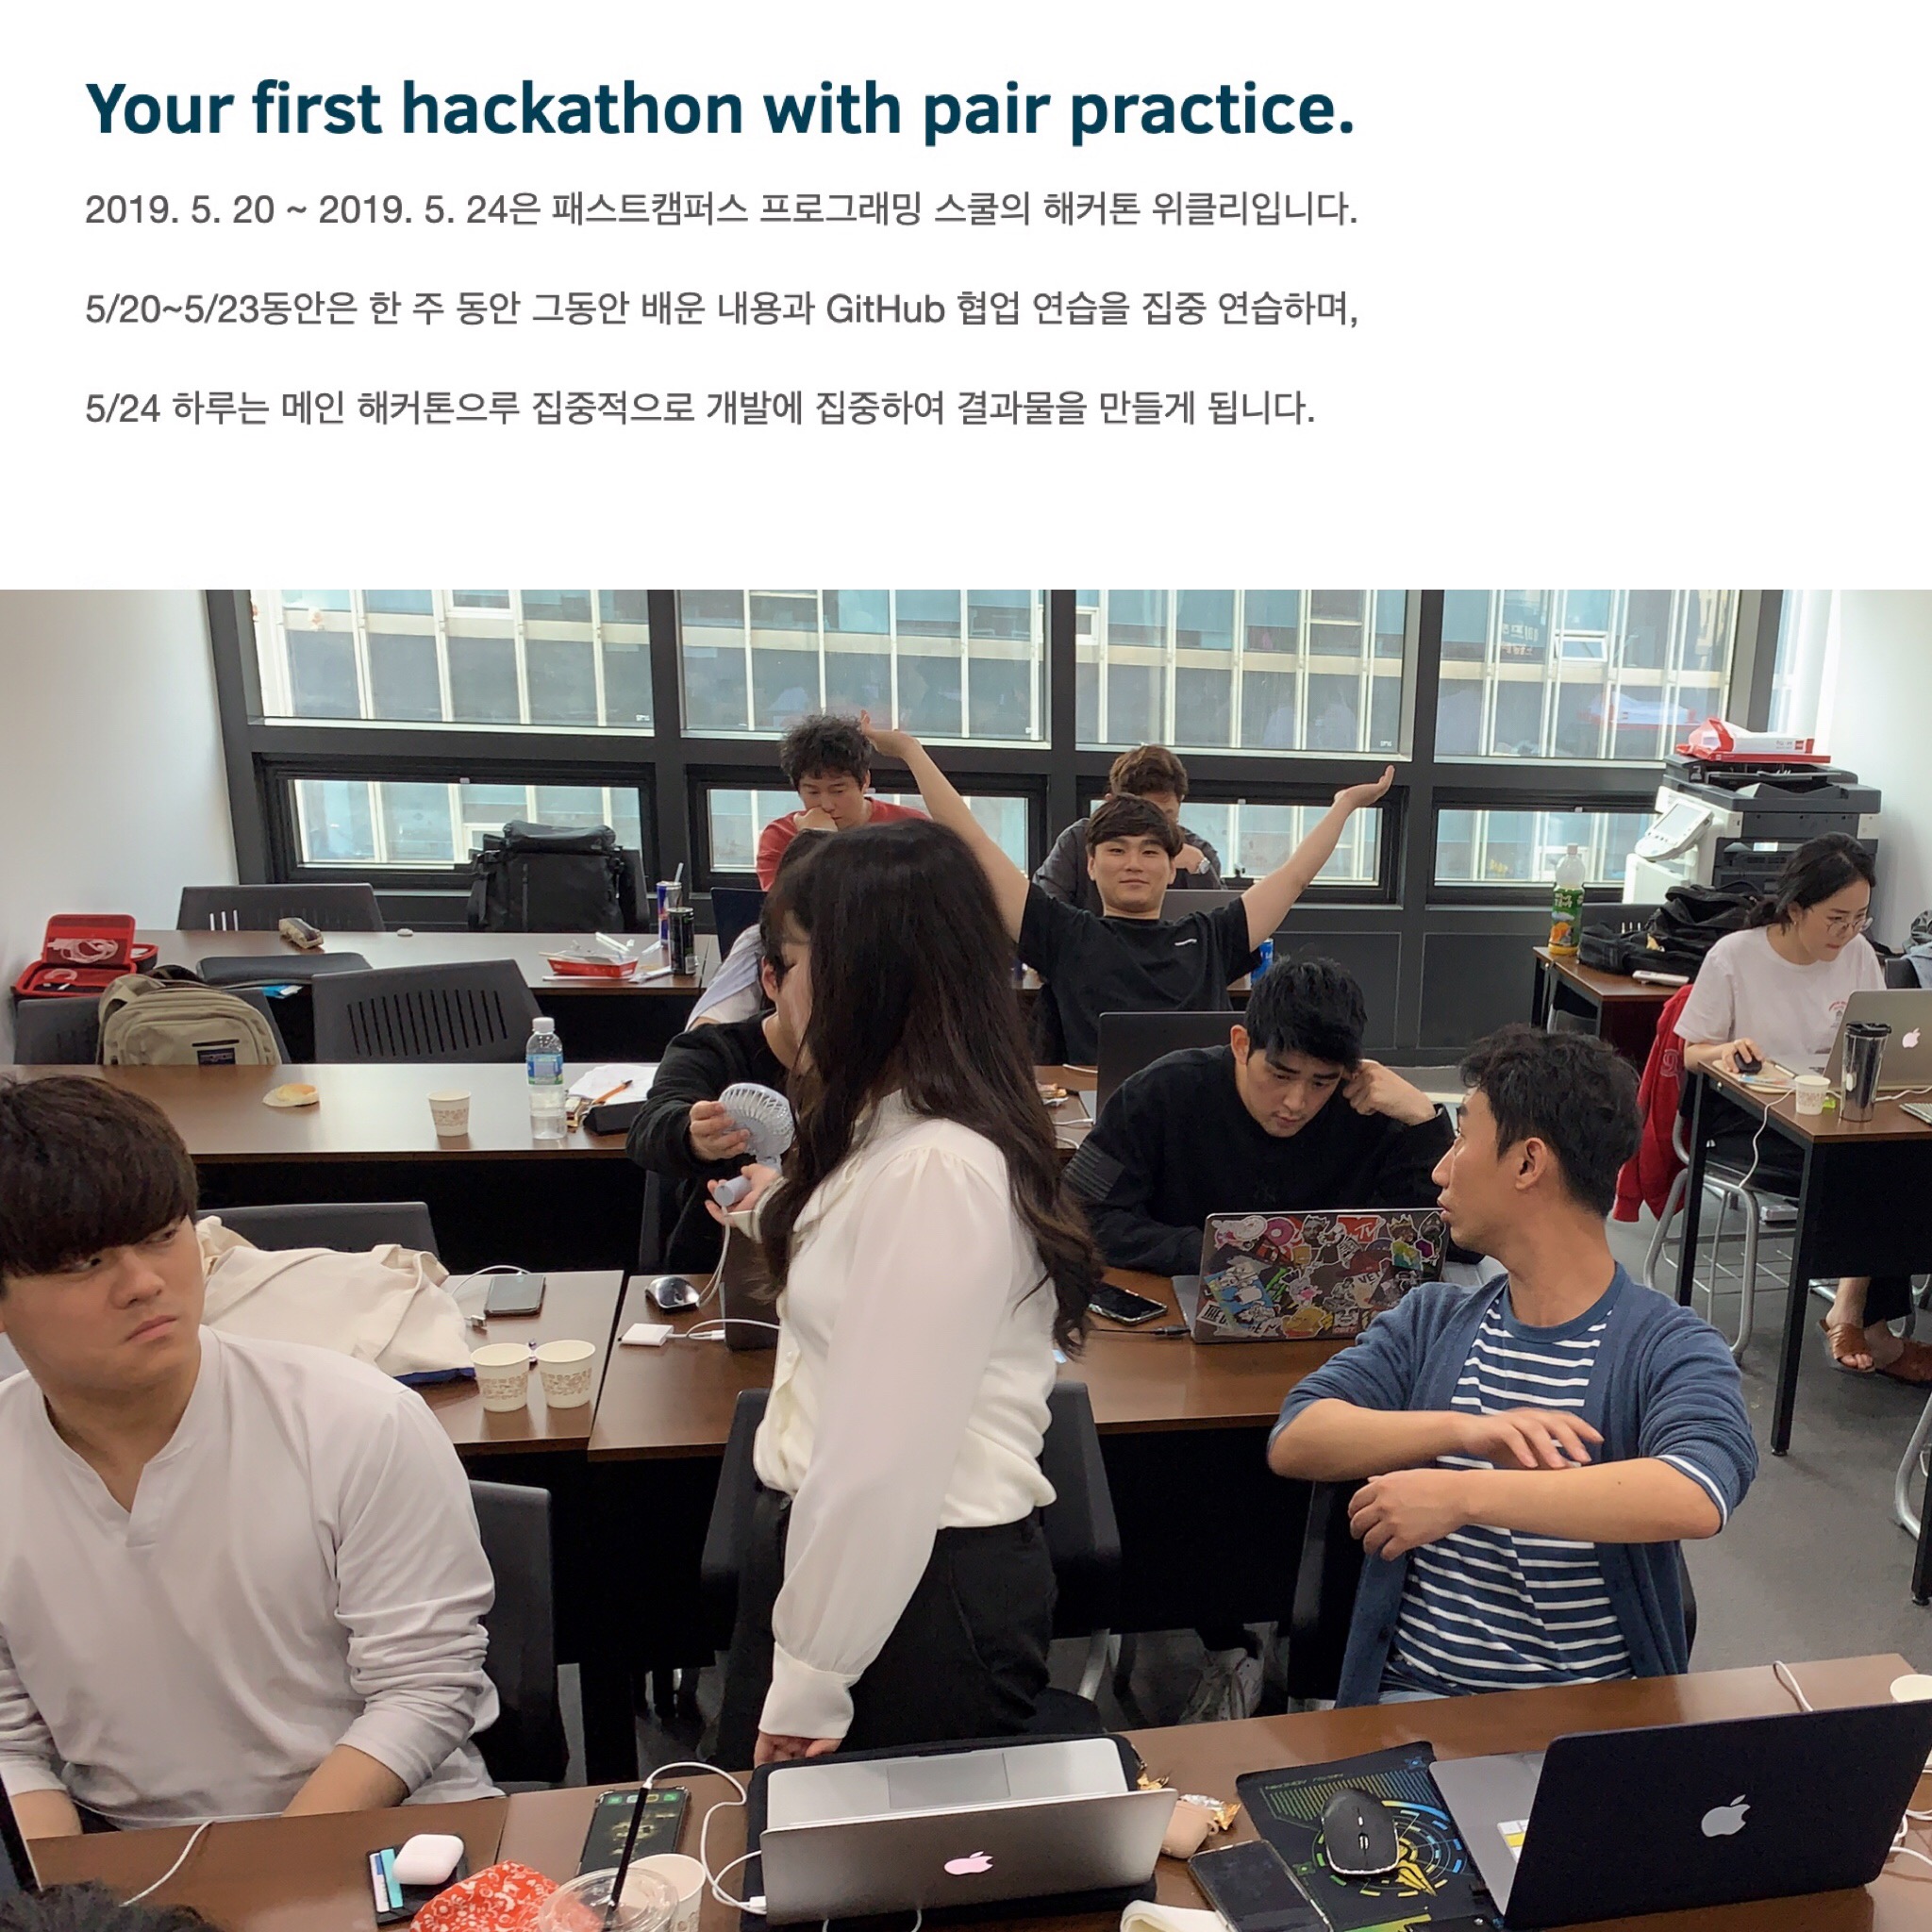 Your first hackathon with pair practice.
2019. 5. 20 ~ 2019. 5. 24은 패스트캠퍼스 프로그래밍 스쿨의 해커톤 위클리입니다.
5/20~5/23동안은 한 주 동안 그동안 배운 내용과 GitHub 협업 연습을 집중 연습하며,
5/24 하루는 메인 해커톤으루 집중적으로 개발에 집중하여 결과물을 만들게 됩니다.